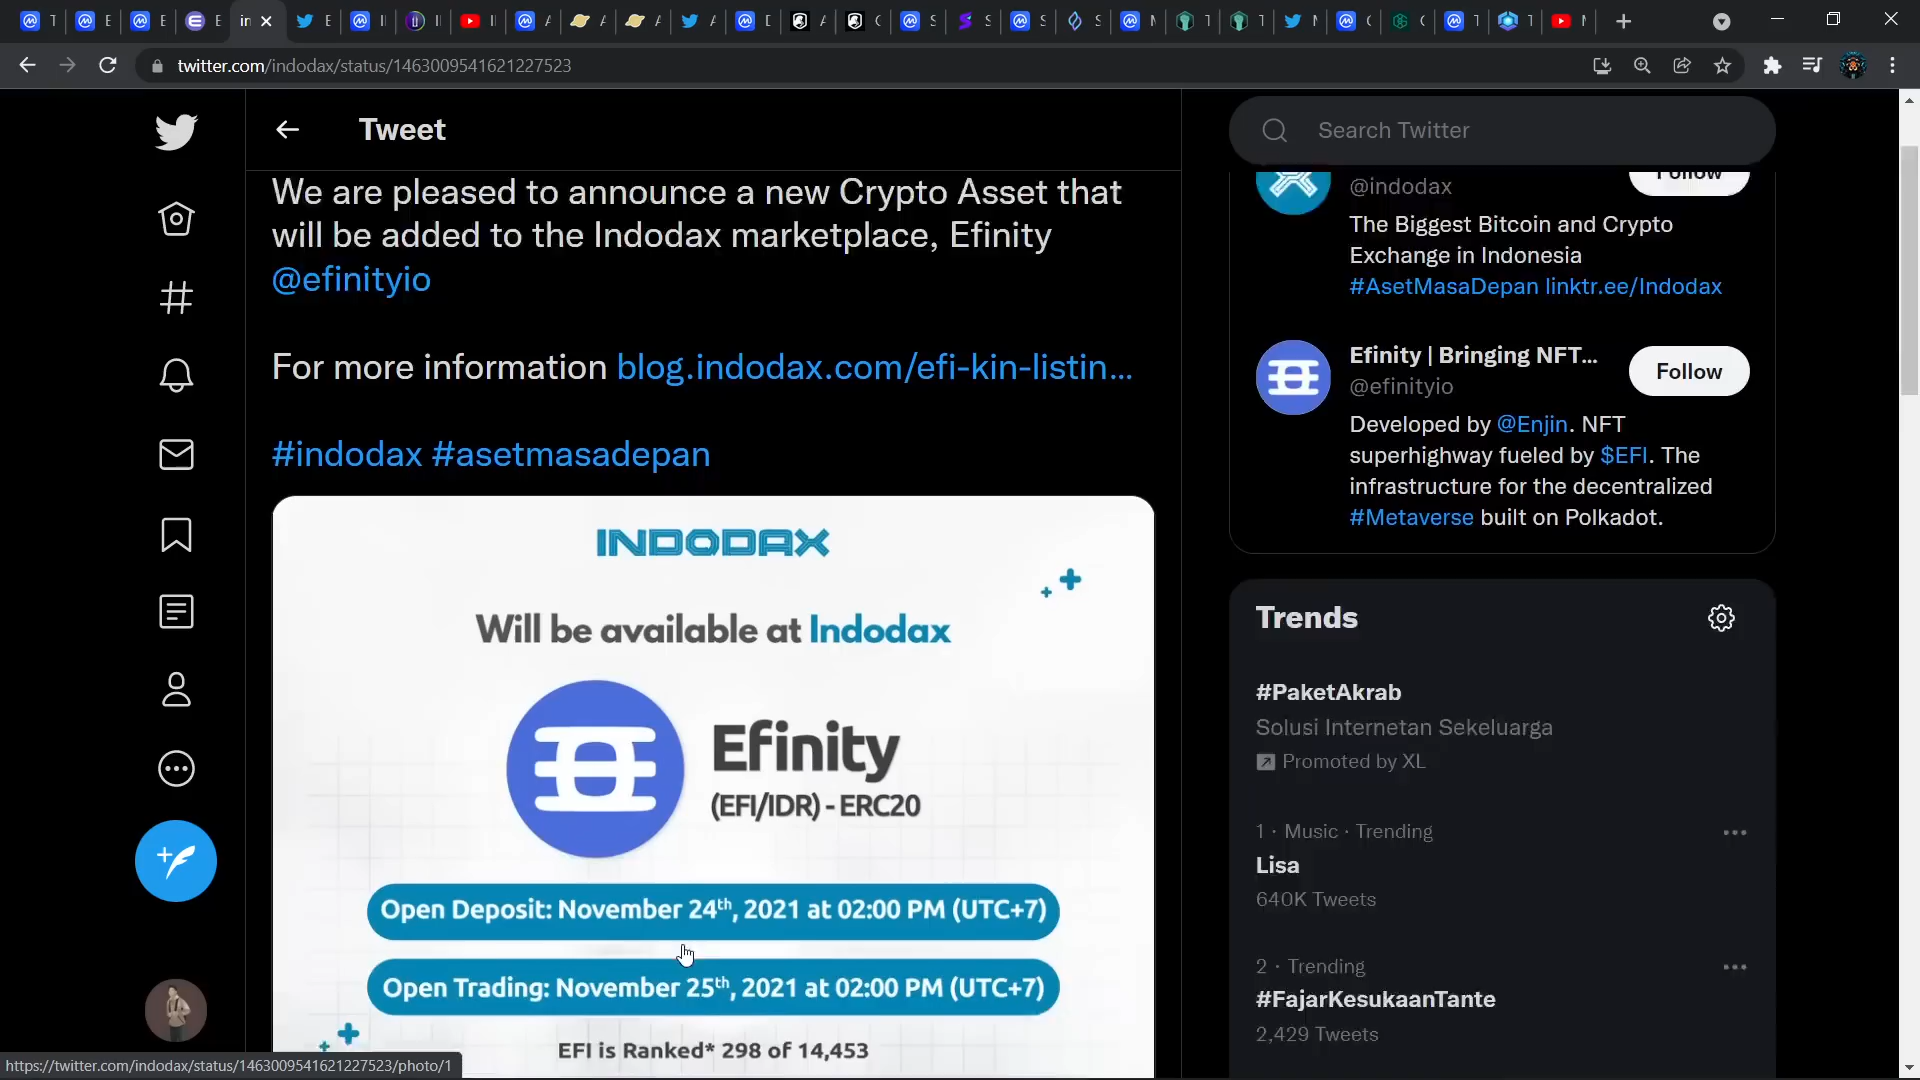 twitter.com/indodax/status/1463009541621227523
Tweet
Search Twitter
We are pleased to announce a new Crypto Asset that
will be added to the Indodax marketplace, Efinity
@efinityio
For more information blog.indodax.com/efi-kin-listin...
#indodax #asetmasadepan
INDODAX
Will be available at Indodax
Efinity
(EFI/IDR) - ERC20
Open Deposit: November 24th, 2021 at 02:00 PM (UTC+7)
Open Trading: November 25th, 2021 at 02:00 PM (UTC+7)
EFI is Ranked* 298 of 14,453
Follow
@indodax
The Biggest Bitcoin and Crypto
Exchange in Indonesia
#AsetMasaDepan linktr.ee/Indodax
Efinity | Bringing NFT...
Follow
@efinityio
Developed by @Enjin. NFT
superhighway fueled by $EFI. The
infrastructure for the decentralized
#Metaverse built on Polkadot.
Trends
#PaketAkrab
Solusi Internetan Sekeluarga
Promoted by XL
1 · Music · Trending
Lisa
640K Tweets
2 · Trending
#FajarKesukaanTante
2,429 Tweets
https://twitter.com/indodax/status/1463009541621227523/photo/1